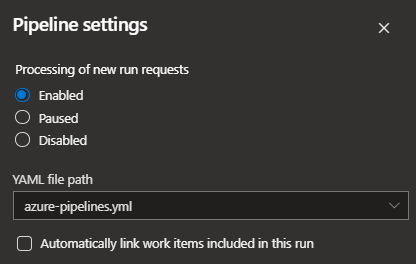 Pipeline settings
Processing of new run requests
Enabled
Paused
Disabled
YAML file path
azure-pipelines.yml
Automatically link work items included in this run